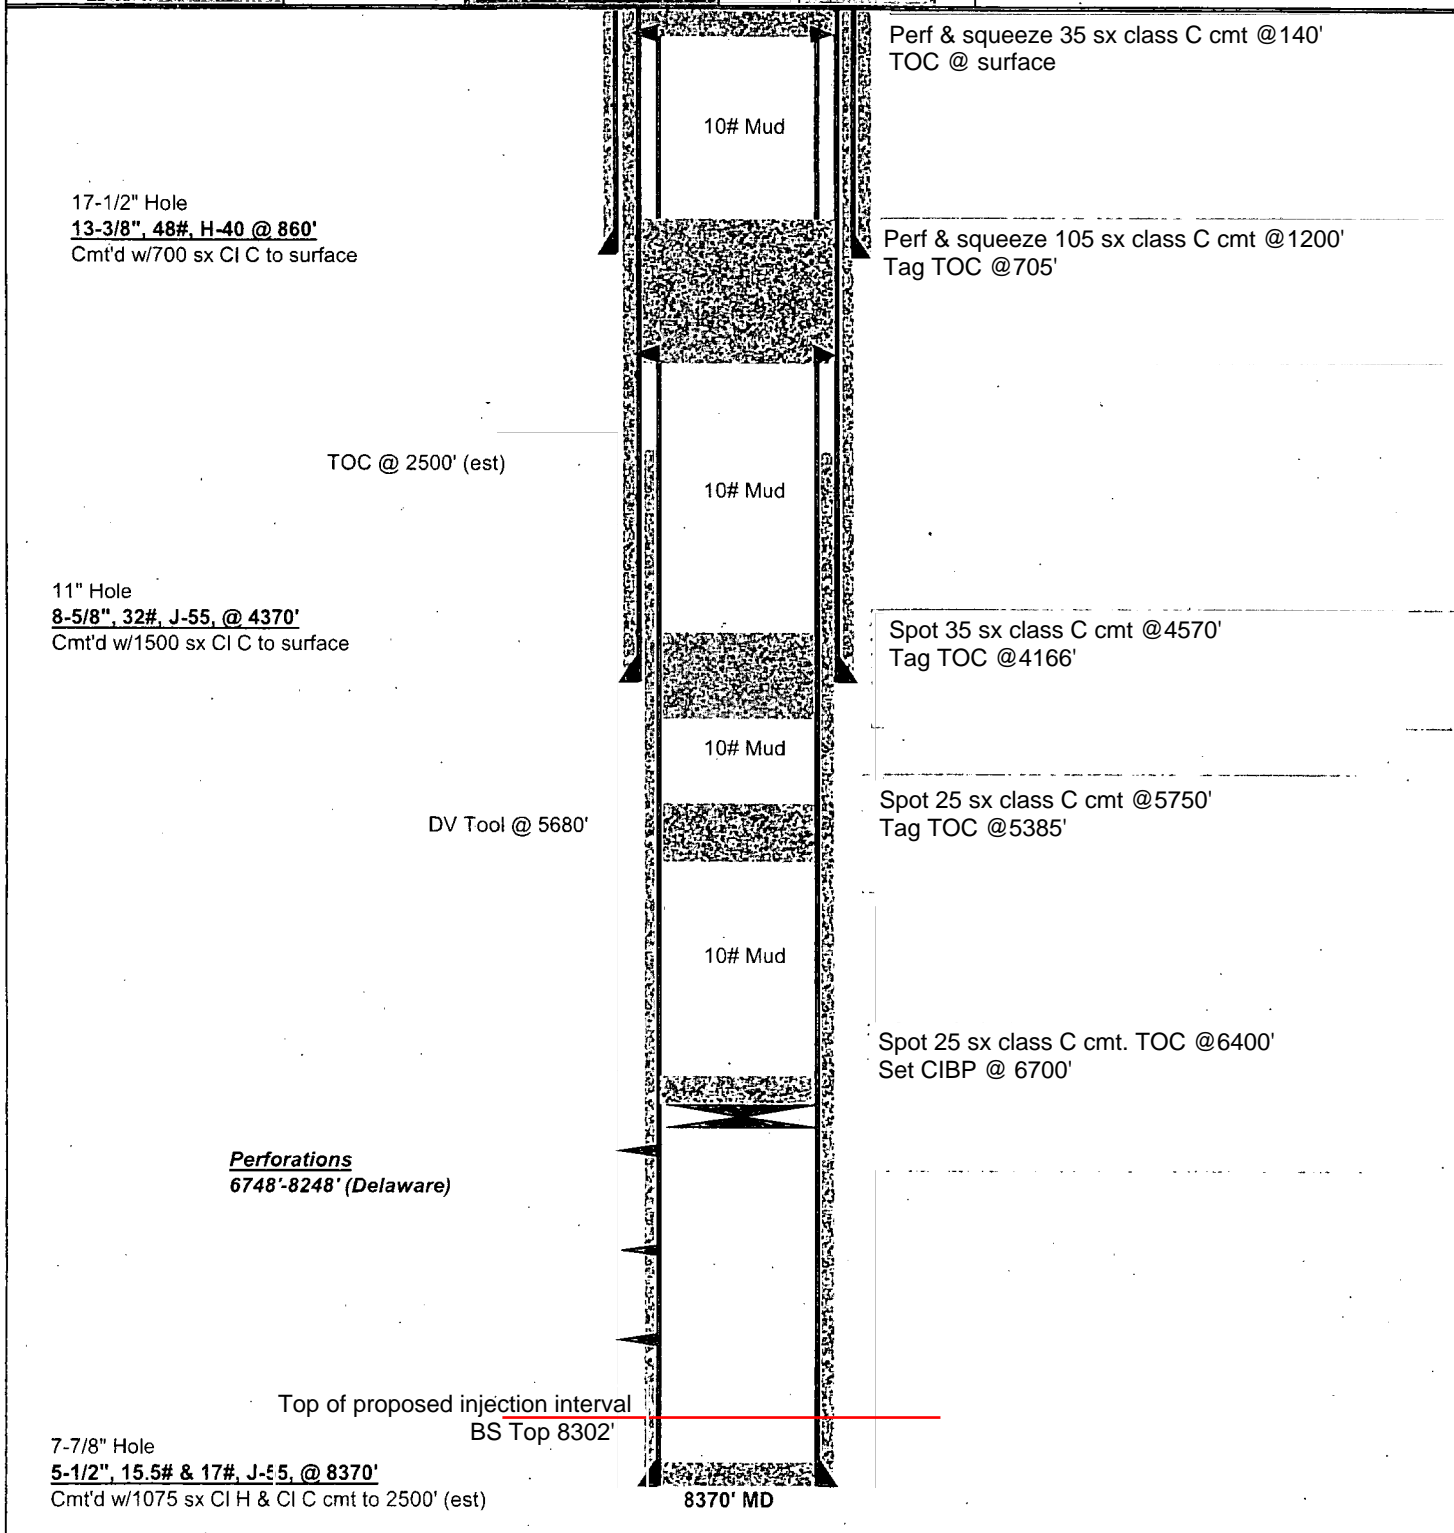 Perf & squeeze 35 sx class C cmt @140'
TOC @ surface
10# Mud
17-1/2" Hole
13-3/8", 48#, H-40 @ 860'
Cmt'd w/700 sx Cl C to surface
Perf & squeeze 105 sx class C cmt @1200'
Tag TOC @705'
TOC @ 2500' (est)
10# Mud
11" Hole
8-5/8", 32#, J-55, @ 4370'
Cmt'd w/1500 sx Cl C to surface
Spot 35 sx class C cmt @4570'
Tag TOC @4166'
10# Mud
DV Tool @ 5680'
Spot 25 sx class C cmt @5750'
Tag TOC @5385'
10# Mud
Spot 25 sx class C cmt. TOC @6400'
Set CIBP @ 6700'
Perforations
6748'-8248' (Delaware)
Top of proposed injection interval
BS Top 8302'
7-7/8" Hole
5-1/2", 15.5# & 17#, J-55, @ 8370'
Cmt'd w/1075 sx Cl H & Cl C cmt to 2500' (est)
8370' MD